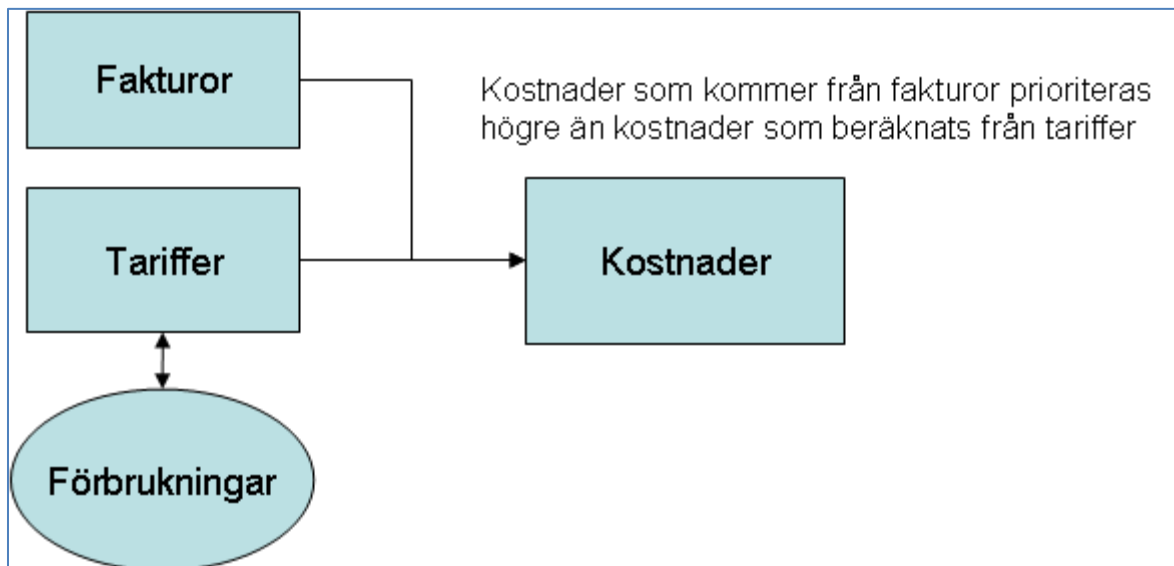 Fakturor
Kostnader som kommer från fakturor prioriteras
högre än kostnader som beräknats från tariffer
Tariffer
Kostnader
Förbrukningar